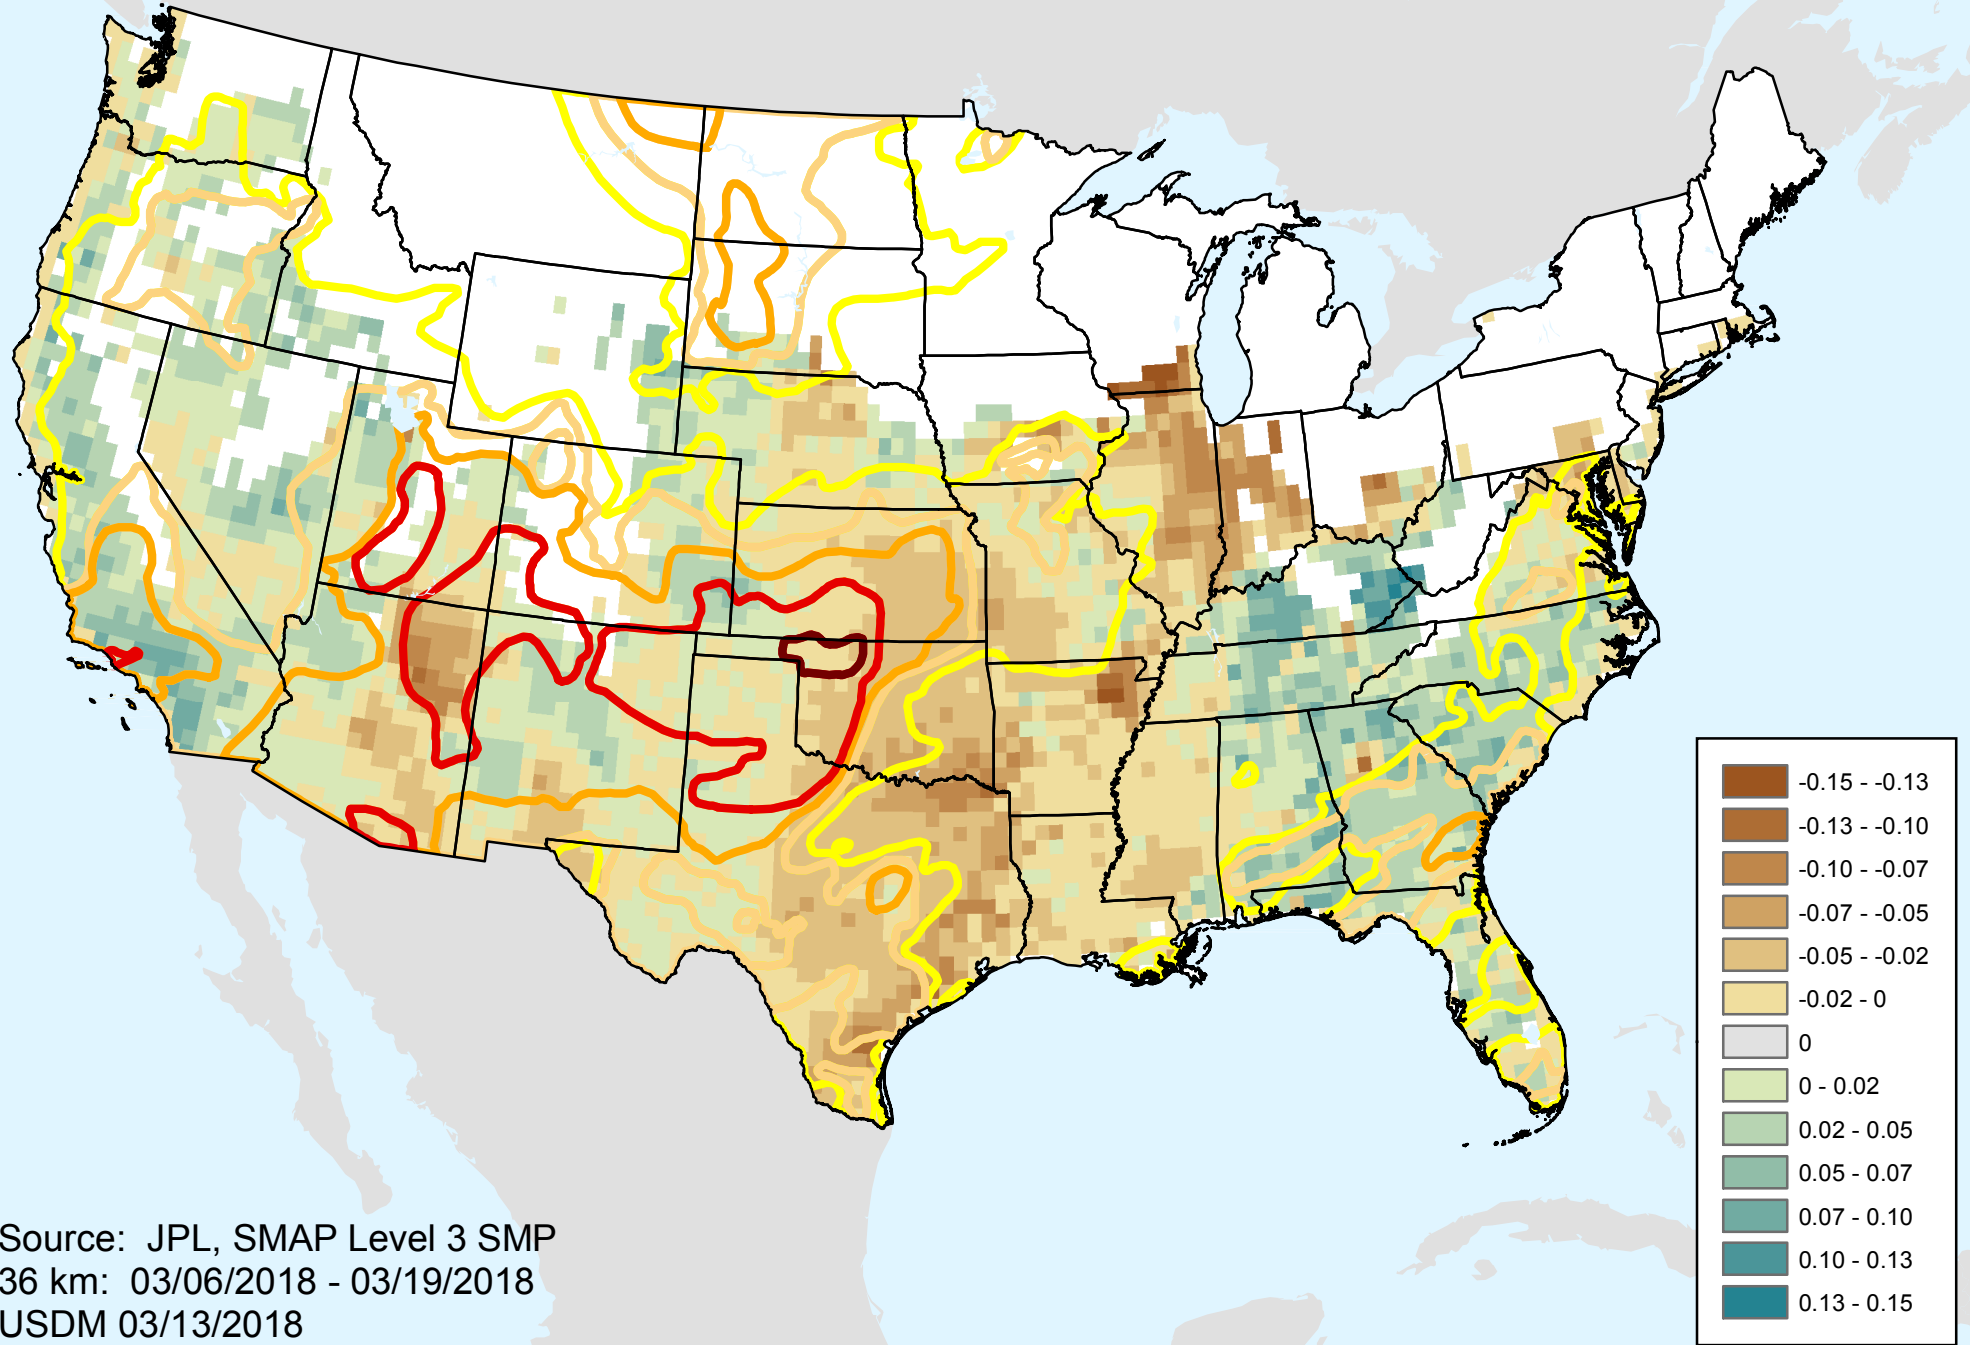 -0.15 - -0.13
-0.13 - -0.10
-0.10 - -0.07
-0.07 - -0.05
-0.05 - -0.02
-0.02 - 0
0
0 - 0.02
0.02 - 0.05
0.05 - 0.07
0.07 - 0.10
0.10 - 0.13
0.13 - 0.15
Source: JPL, SMAP Level 3 SMP
36 km: 03/06/2018 - 03/19/2018
USDM 03/13/2018